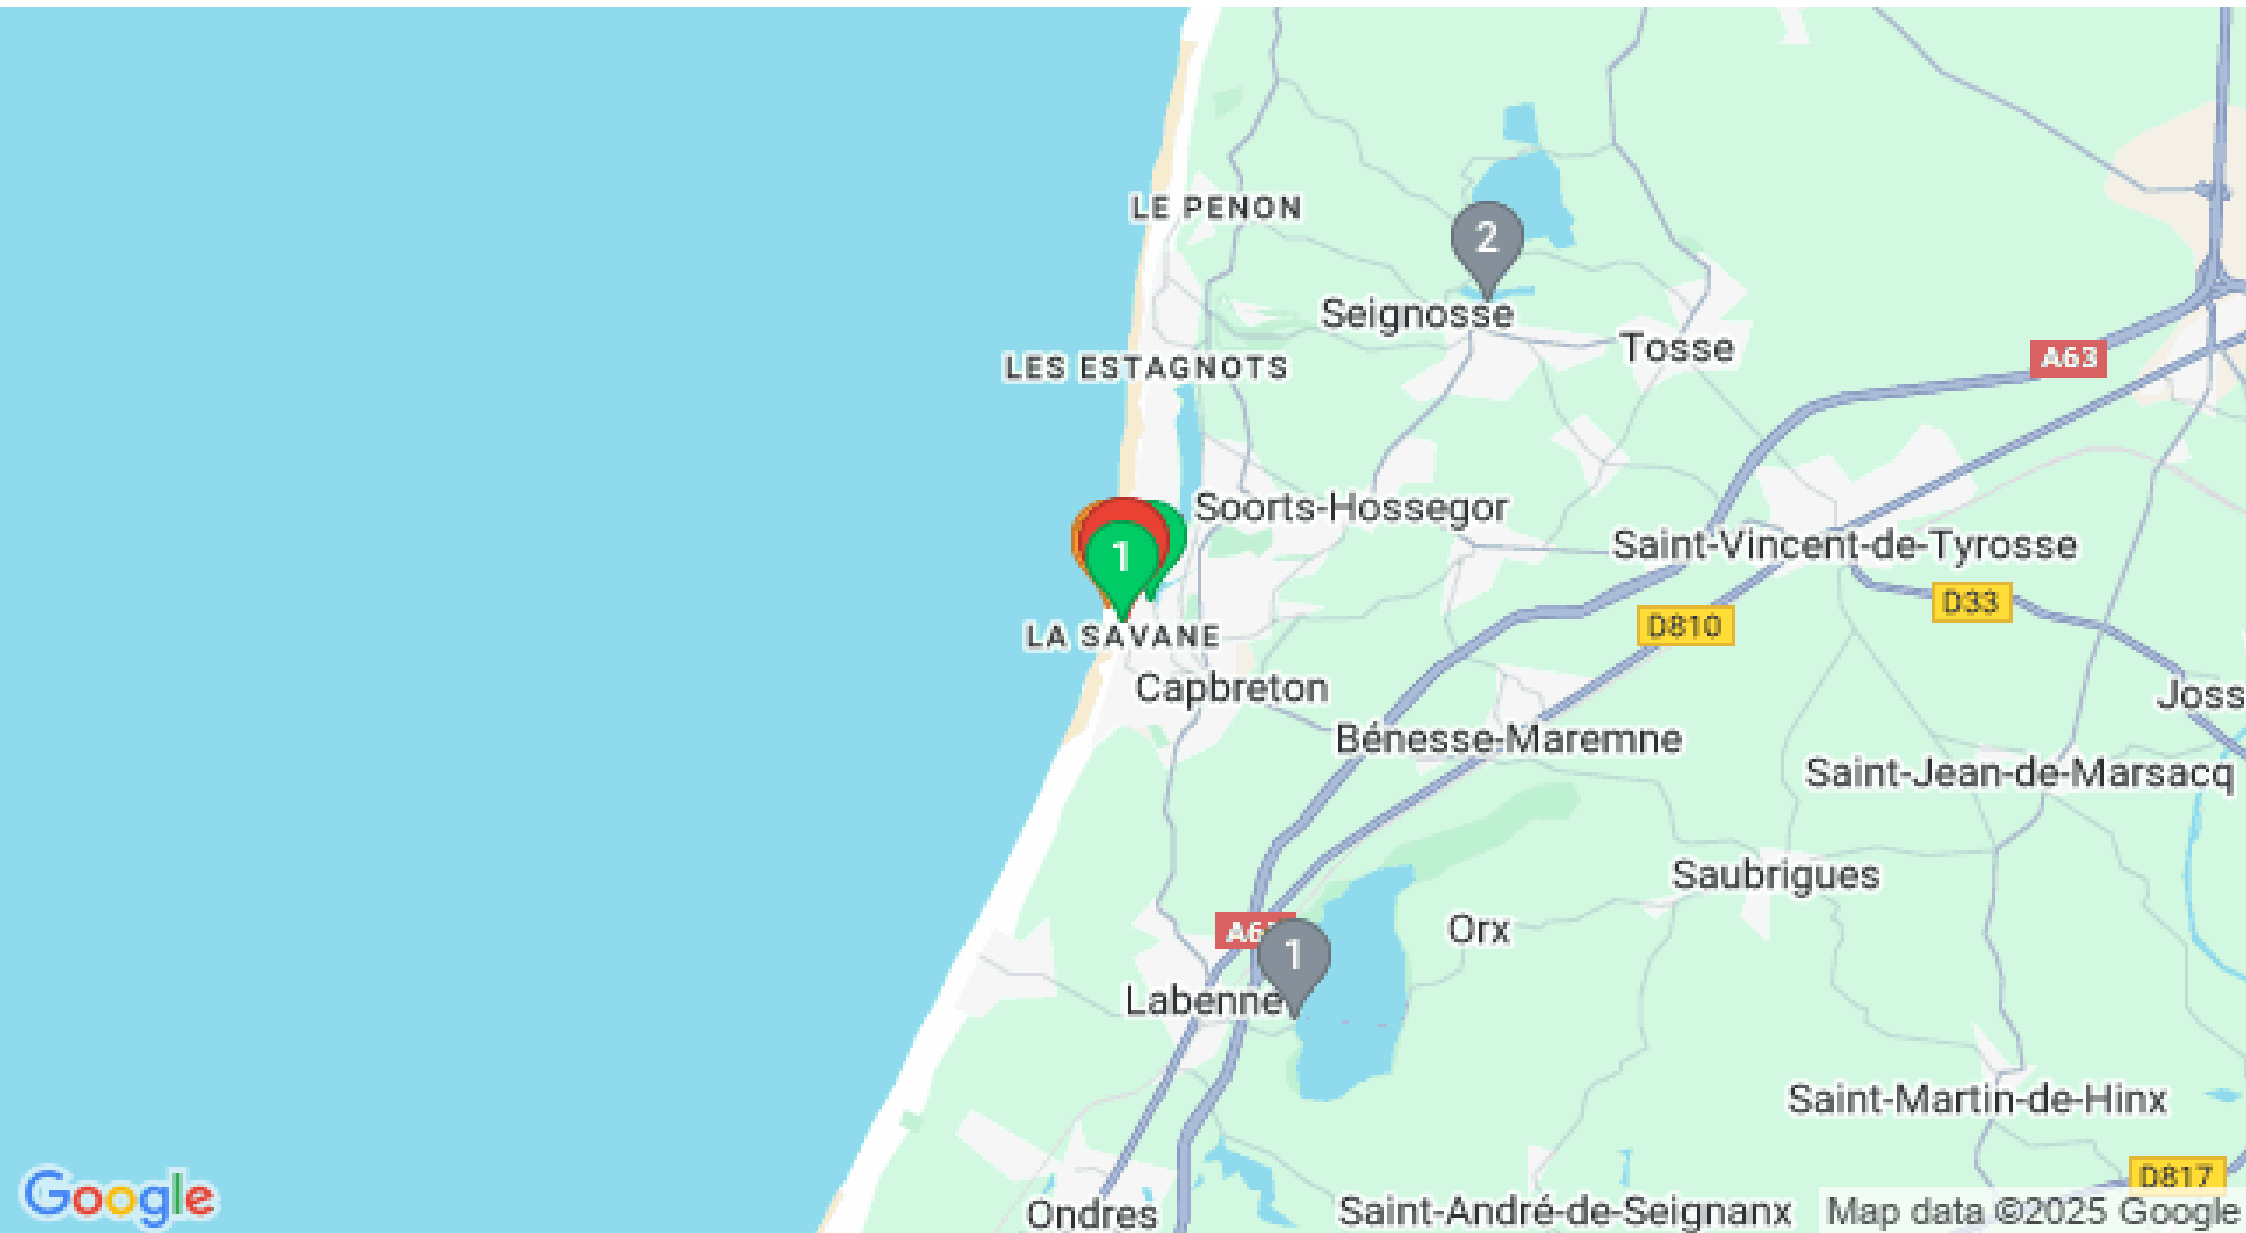 LE PENON
2
Seignosse
Tosse
A63
LES ESTAGNOTS
Soorts-Hossegor
1
Saint-Vincent-de-Tyrosse
D33
D810
LA SAVANE
Capbreton
Joss
Bénesse-Maremne
Saint-Jean-de-Marsacq
Saubrigues
Orx
A6
1
Labenne
Saint-Martin-de-Hinx
D817
Google
Ondres
Saint-André-de-Seignanx
Map data ©2025 Google